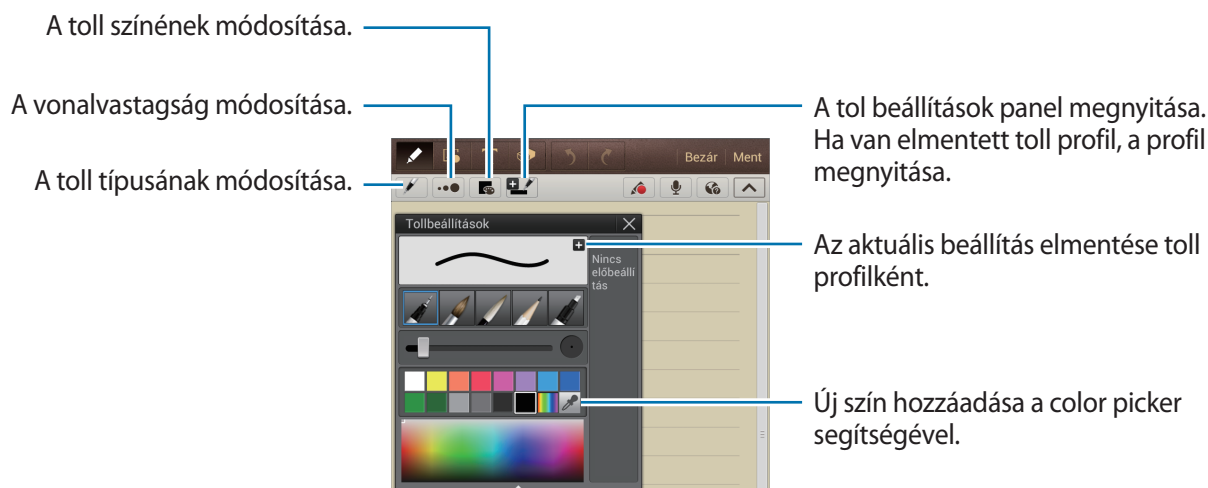 A toll színének módosítása.
A vonalvastagság módosítása.
A toll típusának módosítása.
A tol beállítások panel megnyitása.
Ha van elmentett toll profil, a profil
megnyitása.
Bezár Ment
Tollbeállítások
Nincs
előbeállí
tás
Az aktuális beállítás elmentése toll
profilként.
Új szín hozzáadása a color picker
segítségével.